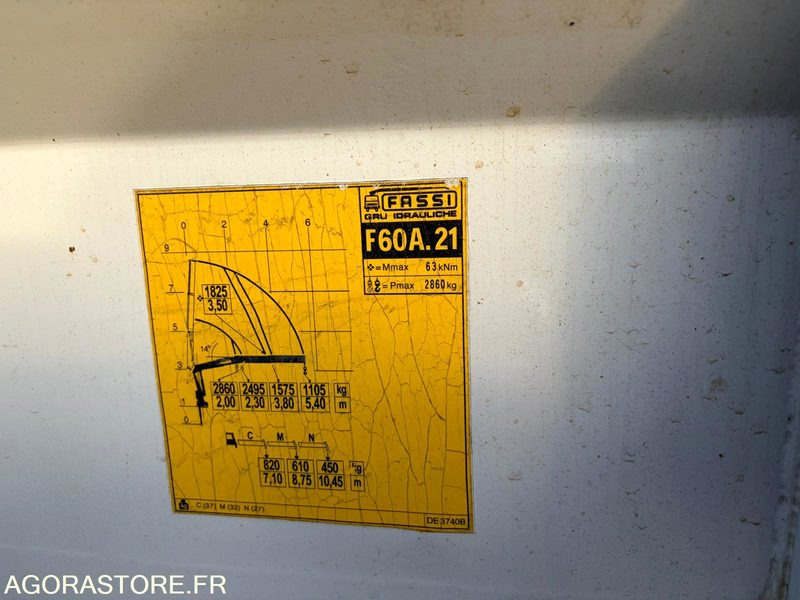 FASSI
GRU IDRAULICHE
F60A.21
= Mmax 63 kNm
= Pmax 2860 kg
0 2 4 6
9
7
5
3
1
0
1825
3,50
14°
2860 2495 1575 1105 kg
2,00 2,30 3,80 5,40 m
C M N
820 610 450 kg
7,10 8,75 10,45 m
kg C (37) M (32) N (27)
DE3740B
AGORASTORE.FR